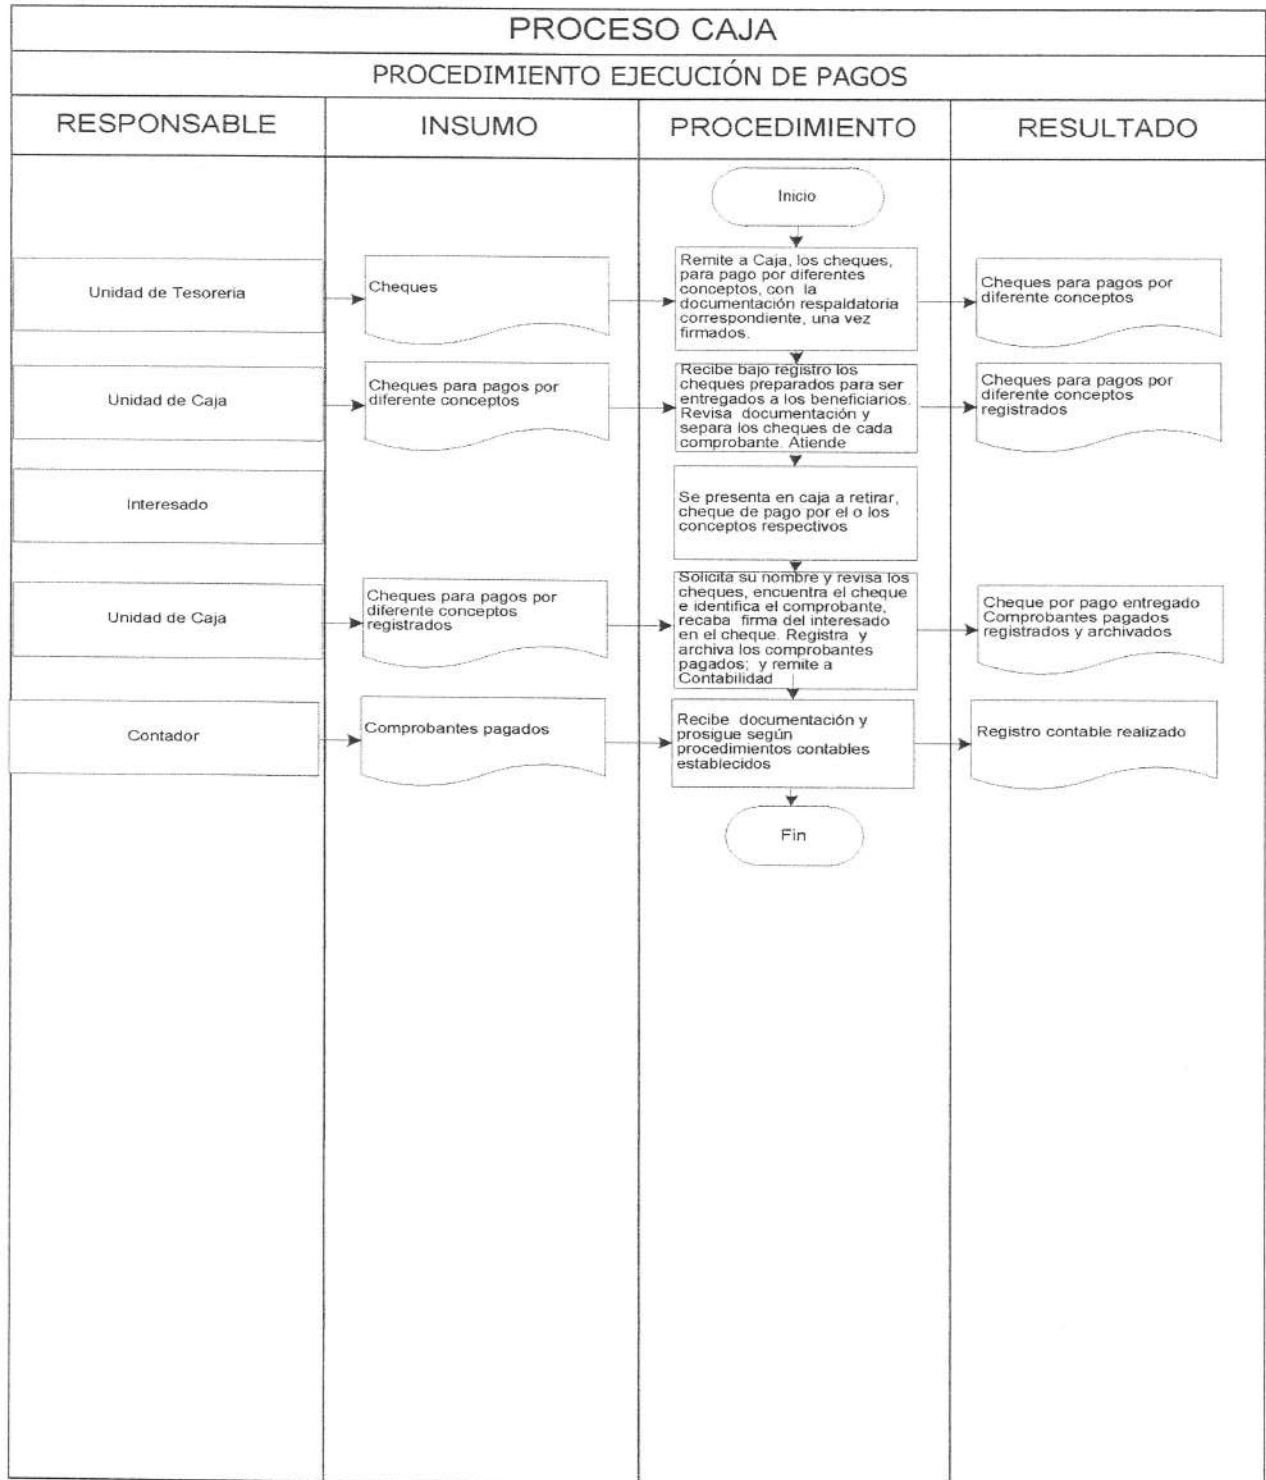 PROCESO CAJA
PROCEDIMIENTO EJECUCIÓN DE PAGOS
RESPONSABLE
INSUMO
PROCEDIMIENTO
RESULTADO
Inicio
Unidad de Tesoreria
Cheques
Remite a Caja, los cheques,
para pago por diferentes
conceptos, con la
documentación respaldatoria
correspondiente, una vez
firmados.
Cheques para pagos por
diferente conceptos
Unidad de Caja
Cheques para pagos por
diferente conceptos
Recibe bajo registro los
cheques preparados para ser
entregados a los beneficiarios.
Revisa documentación y
separa los cheques de cada
comprobante. Atiende
Cheques para pagos por
diferente conceptos
registrados
Interesado
Se presenta en caja a retirar,
cheque de pago por el o los
conceptos respectivos
Unidad de Caja
Cheques para pagos por
diferente conceptos
registrados
Solicita su nombre y revisa los
cheques, encuentra el cheque
e identifica el comprobante,
recaba firma del interesado
en el cheque. Registra y
archiva los comprobantes
pagados; y remite a
Contabilidad
Cheque por pago entregado
Comprobantes pagados
registrados y archivados
Contador
Comprobantes pagados
Recibe documentación y
prosigue según
procedimientos contables
establecidos
Registro contable realizado
Fin